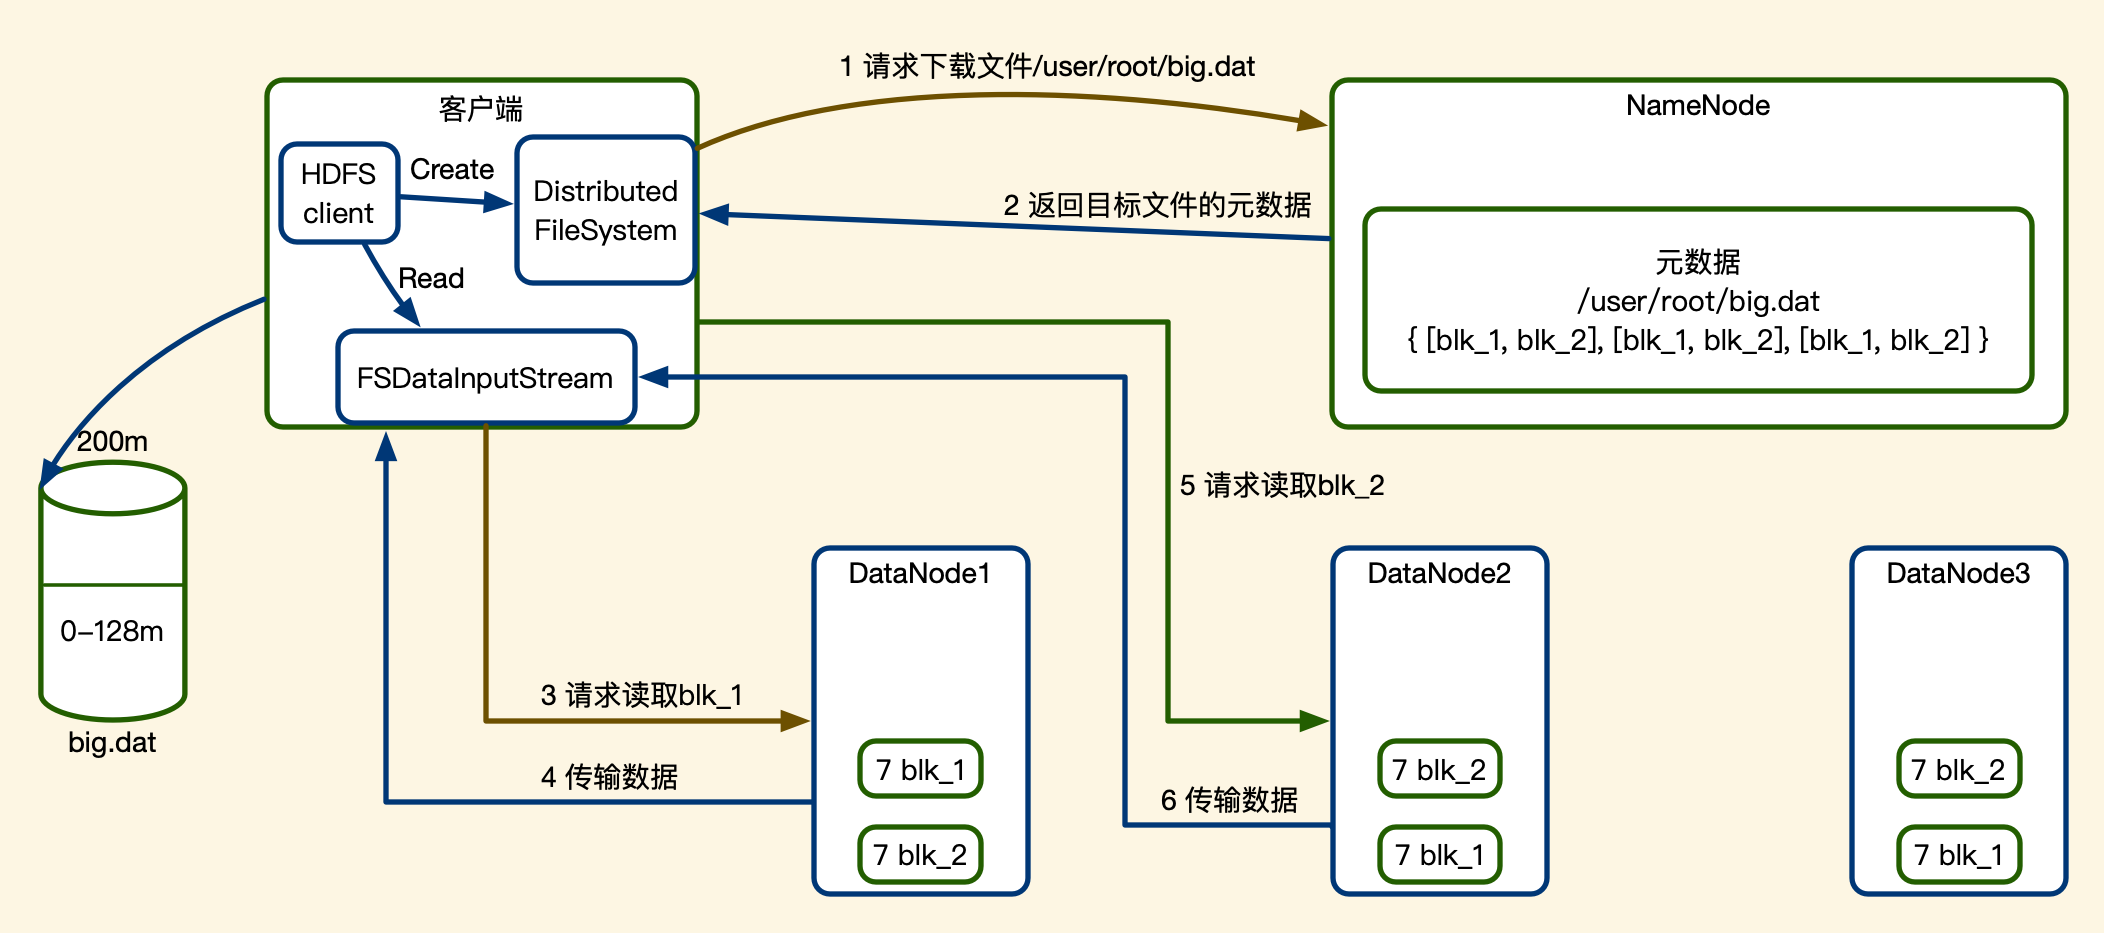 1 请求下载文件/user/root/big.dat
客户端
NameNode
HDFS
client
Create
Distributed
FileSystem
2 返回目标文件的元数据
Read
元数据
/user/root/big.dat
{ [blk_1, blk_2], [blk_1, blk_2], [blk_1, blk_2] }
FSDataInputStream
200m
5 请求读取blk_2
DataNode1
DataNode2
DataNode3
0-128m
3 请求读取blk_1
big.dat
4 传输数据
7 blk_1
7 blk_2
6 传输数据
7 blk_2
7 blk_1
7 blk_2
7 blk_1